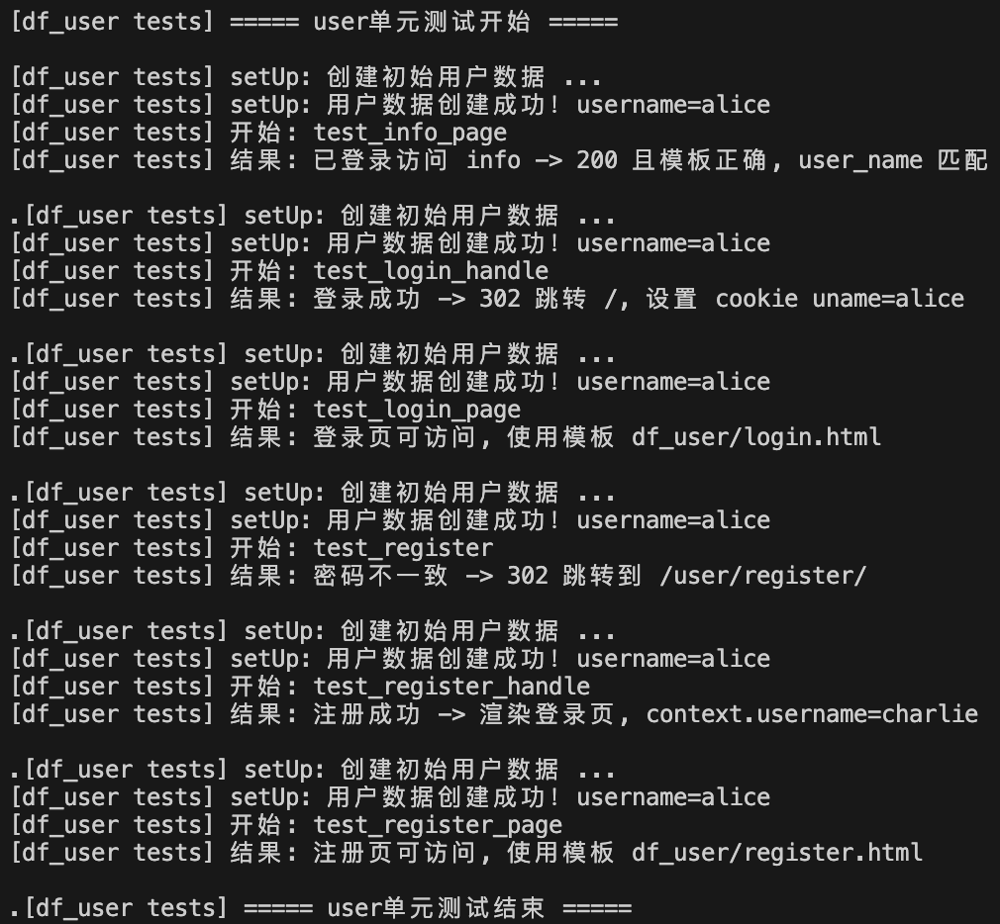 [df_user tests] ===== user单元测试开始 =====
[df_user tests] setUp: 创建初始用户数据 ...
[df_user tests] setUp: 用户数据创建成功! username=alice
[df_user tests] 开始: test_info_page
[df_user tests] 结果: 已登录访问 info -> 200 且模板正确, user_name 匹配
.[df_user tests] setUp: 创建初始用户数据 ...
[df_user tests] setUp: 用户数据创建成功! username=alice
[df_user tests] 开始: test_login_handle
[df_user tests] 结果: 登录成功 -> 302 跳转 /, 设置 cookie uname=alice
.[df_user tests] setUp: 创建初始用户数据 ...
[df_user tests] setUp: 用户数据创建成功! username=alice
[df_user tests] 开始: test_login_page
[df_user tests] 结果: 登录页可访问, 使用模板 df_user/login.html
.[df_user tests] setUp: 创建初始用户数据 ...
[df_user tests] setUp: 用户数据创建成功! username=alice
[df_user tests] 开始: test_register
[df_user tests] 结果: 密码不一致 -> 302 跳转到 /user/register/
.[df_user tests] setUp: 创建初始用户数据 ...
[df_user tests] setUp: 用户数据创建成功! username=alice
[df_user tests] 开始: test_register_handle
[df_user tests] 结果: 注册成功 -> 渲染登录页, context.username=charlie
.[df_user tests] setUp: 创建初始用户数据 ...
[df_user tests] setUp: 用户数据创建成功! username=alice
[df_user tests] 开始: test_register_page
[df_user tests] 结果: 注册页可访问, 使用模板 df_user/register.html
.[df_user tests] ===== user单元测试结束 =====